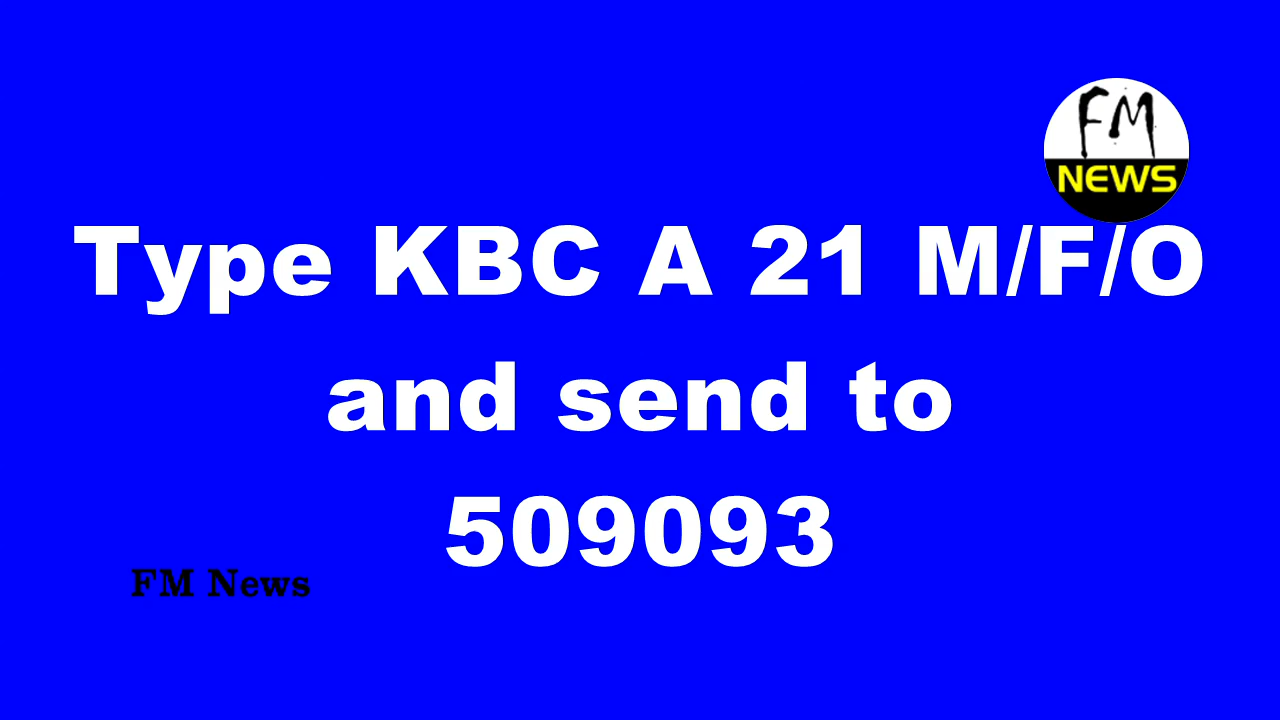 FM
NEWS
Type KBC A 21 M/F/O
and send to
509093
FM News